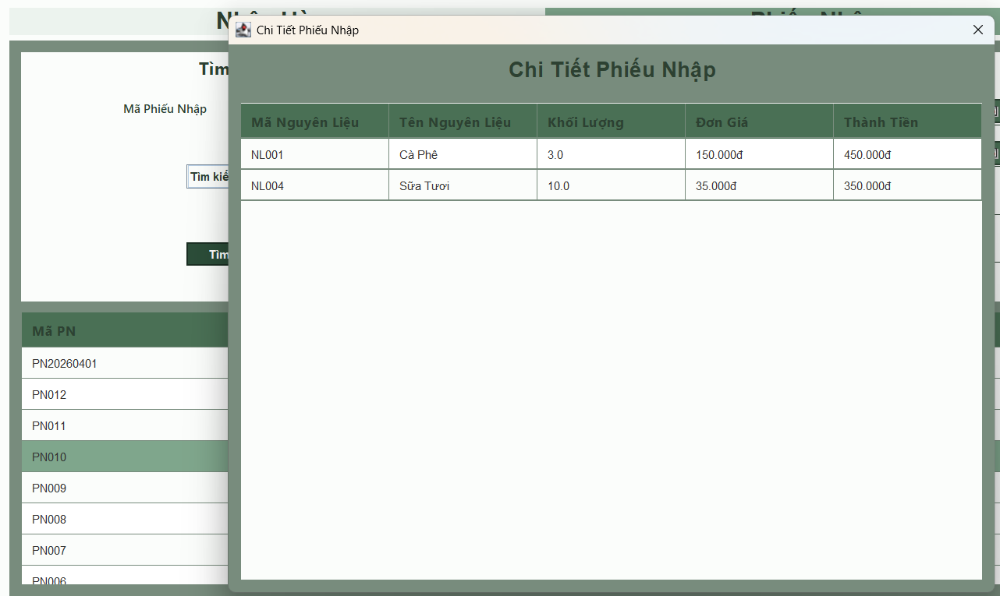 Chi Tiết Phiếu Nhập
Chi Tiết Phiếu Nhập
Mã Nguyên Liệu Tên Nguyên Liệu Khối Lượng Đơn Giá Thành Tiền
NL001 Cà Phê 3.0 150.000đ 450.000đ
NL004 Sữa Tươi 10.0 35.000đ 350.000đ
Tìm
Mã Phiếu Nhập
Tìm kiế
Tìm
Mã PN
PN20260401
PN012
PN011
PN010
PN009
PN008
PN007
PN006